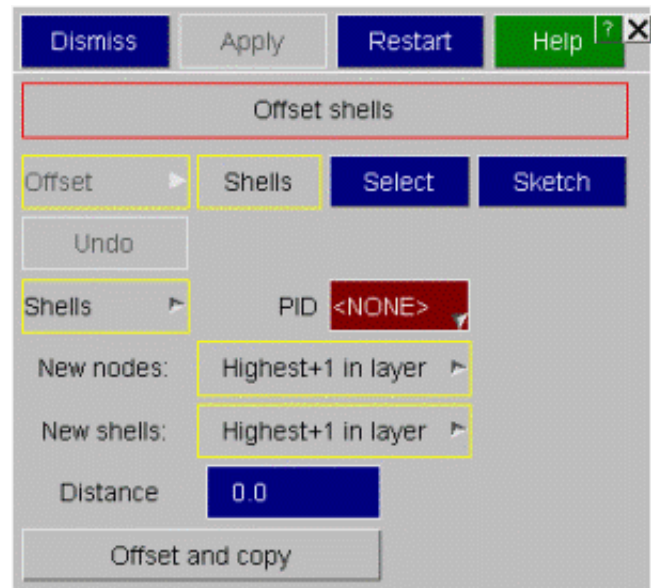 Dismiss Apply Restart Help ? X
Offset shells
Offset Shells Select Sketch
Undo
Shells PID <NONE>
New nodes: Highest+1 in layer
New shells: Highest+1 in layer
Distance 0.0
Offset and copy